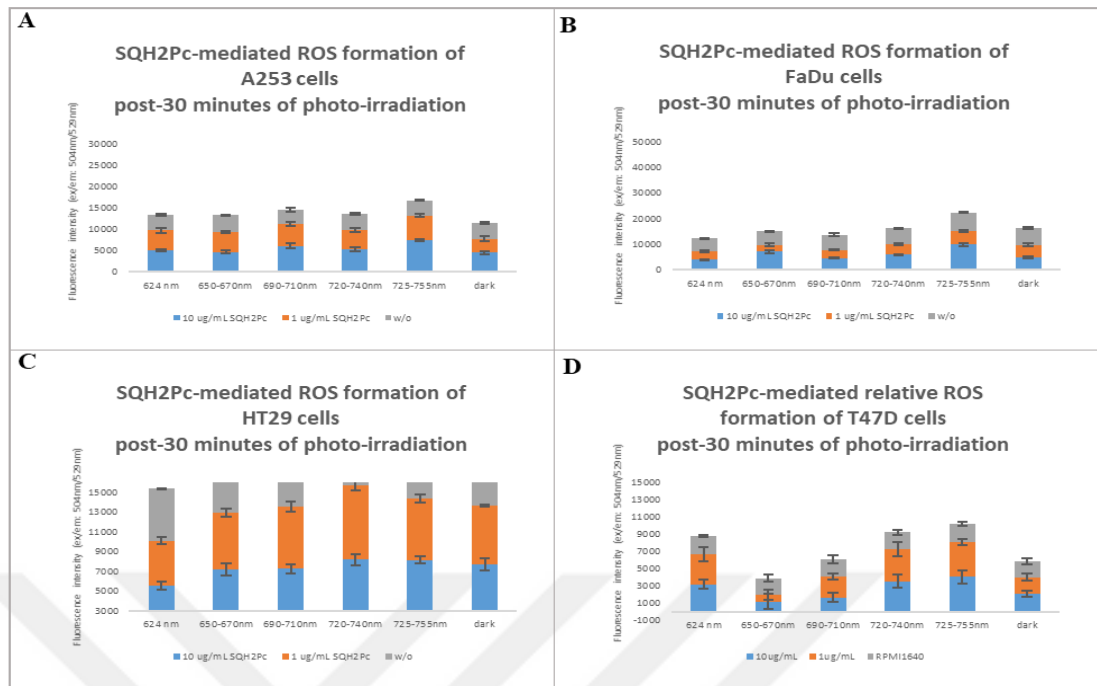 A
SQH2Pc-mediated ROS formation of
A253 cells
post-30 minutes of photo-irradiation
Fluorescence intensity (ex/em: 504nm/529nm)
30000
25000
20000
15000
10000
5000
0
624 nm 650-670nm 690-710nm 720-740nm 725-755nm dark
10 ug/mL SQH2Pc 1 ug/mL SQH2Pc w/o
B
SQH2Pc-mediated ROS formation of
FaDu cells
post-30 minutes of photo-irradiation
Fluorescence intensity (ex/em: 504nm/529nm)
50000
40000
30000
20000
10000
0
624 nm 650-670nm 690-710nm 720-740nm 725-755nm dark
10 ug/mL SQH2Pc 1 ug/mL SQH2Pc w/o
C
SQH2Pc-mediated ROS formation of
HT29 cells
post-30 minutes of photo-irradiation
Fluorescence intensity (ex/em: 504nm/529nm)
15000
13000
11000
9000
7000
5000
3000
624 nm 650-670nm 690-710nm 720-740nm 725-755nm dark
10 ug/mL SQH2Pc 1 ug/mL SQH2Pc w/o
D
SQH2Pc-mediated relative ROS
formation of T47D cells
post-30 minutes of photo-irradiation
Fluorescence intensity (ex/em: 504nm/529nm)
15000
13000
11000
9000
7000
5000
3000
1000
-1000
624 nm 650-670nm 690-710nm 720-740nm 725-755nm dark
10ug/mL 1ug/mL RPMI1640